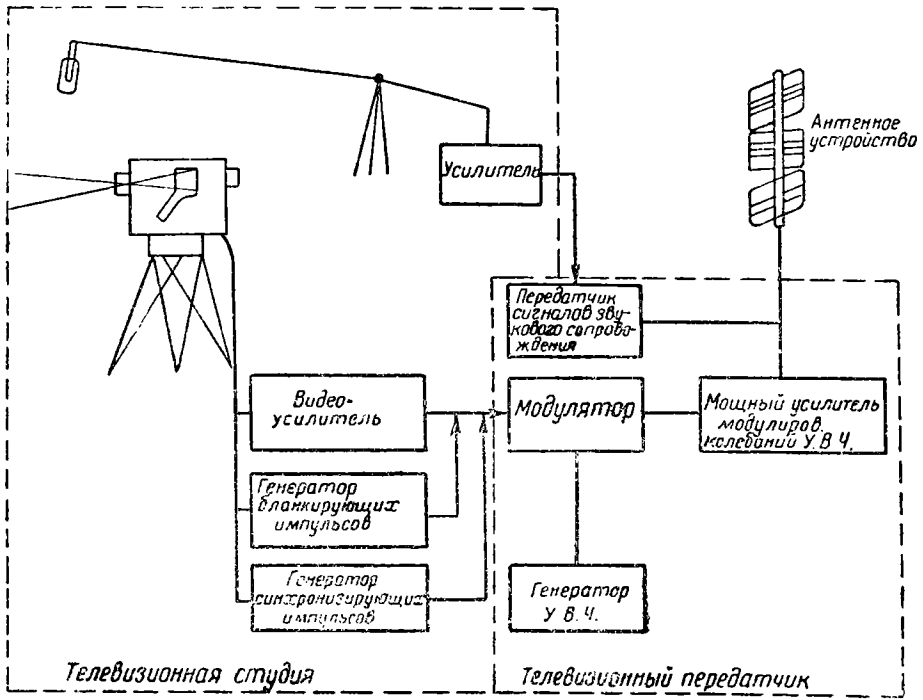 Антенное
устройство
Усилитель
Передатчик
сигналов зву-
кового сопрово-
ждения
Видео-
усилитель
Модулятор
Мощный усилитель
модулиров.
колебаний У.В.Ч.
Генератор
бланкирующих
импульсов
Генератор
синхронизирующих
импульсов
Генератор
У.В.Ч.
Телевизионная студия
Телевизионный передатчик